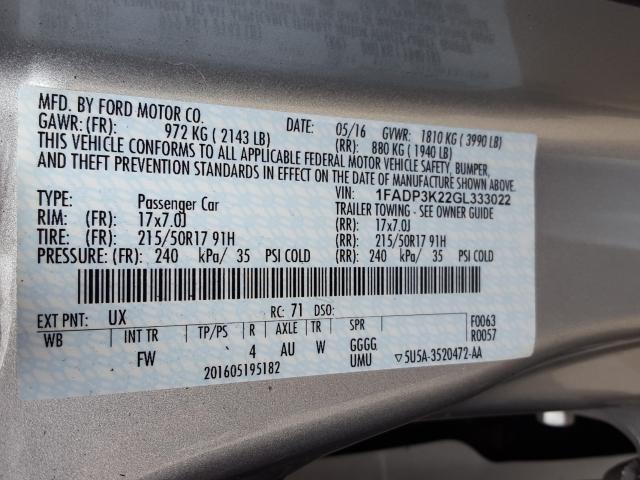 MFD. BY FORD MOTOR CO. DATE: 05/16 GVWR: 1810 KG ( 3990 LB)
GAWR: (FR): 972 KG ( 2143 LB) (RR): 880 KG ( 1940 LB)
THIS VEHICLE CONFORMS TO ALL APPLICABLE FEDERAL MOTOR VEHICLE SAFETY, BUMPER,
AND THEFT PREVENTION STANDARDS IN EFFECT ON THE DATE OF MANUFACTURE SHOWN ABOVE.
VIN: 1FADP3K22GL333022
TYPE: Passenger Car TRAILER TOWING - SEE OWNER GUIDE
RIM: (FR): 17x7.0J (RR): 17x7.0J
TIRE: (FR): 215/50R17 91H (RR): 215/50R17 91H
PRESSURE: (FR): 240 kPa/ 35 PSI COLD (RR): 240 kPa/ 35 PSI COLD
EXT PNT: UX RC: 71 DSO: F0063
WB INT TR TP/PS R AXLE TR SPR R0057
FW 4 AU W GGGG
UMU ▽5U5A-3520472-AA
201605195182